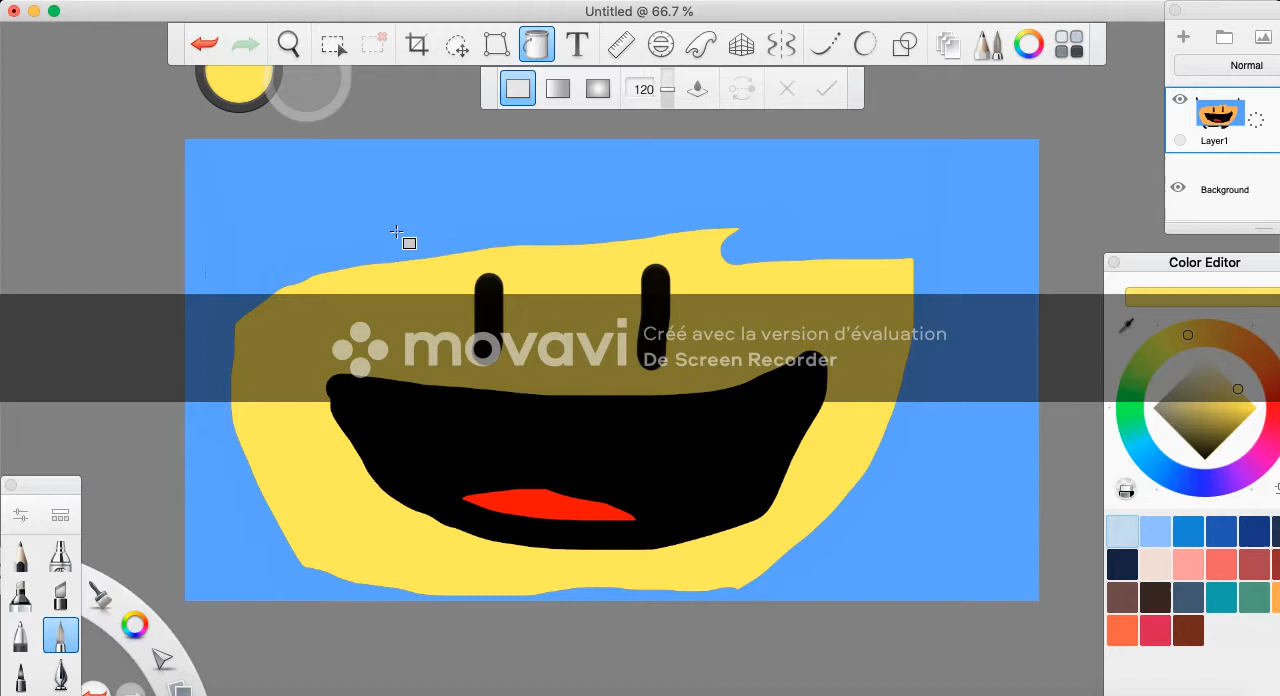 Untitled @ 66.7 %
T
120
Normal
Layer1
Background
Color Editor
movavi
Créé avec la version d'évaluation
De Screen Recorder